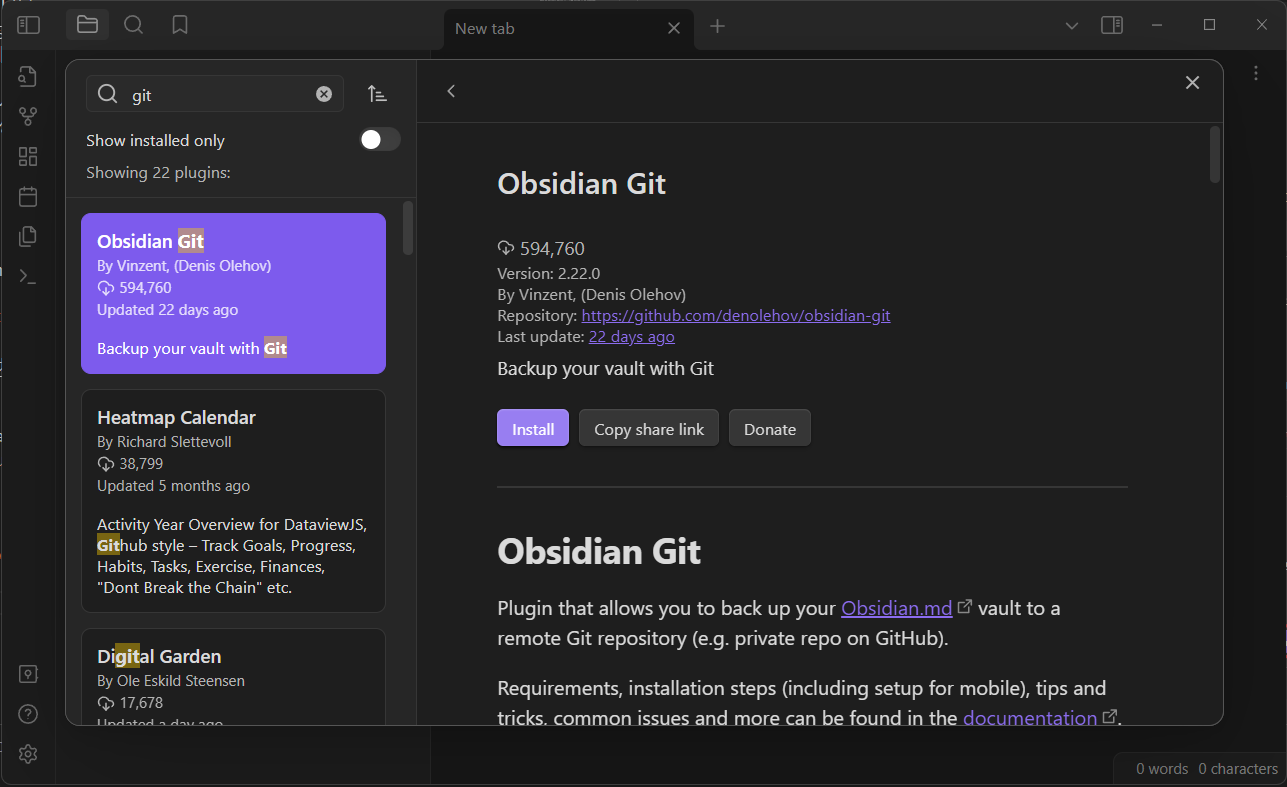 New tab
git
Show installed only
Showing 22 plugins:
Obsidian Git
By Vinzent, (Denis Olehov)
594,760
Updated 22 days ago
Backup your vault with Git
Heatmap Calendar
By Richard Slettevoll
38,799
Updated 5 months ago
Activity Year Overview for DataviewJS,
Github style – Track Goals, Progress,
Habits, Tasks, Exercise, Finances,
"Dont Break the Chain" etc.
Digital Garden
By Ole Eskild Steensen
17,678
Updated a day ago
Obsidian Git
594,760
Version: 2.22.0
By Vinzent, (Denis Olehov)
Repository: https://github.com/denolehov/obsidian-git
Last update: 22 days ago
Backup your vault with Git
Install
Copy share link
Donate
Obsidian Git
Plugin that allows you to back up your Obsidian.md vault to a
remote Git repository (e.g. private repo on GitHub).
Requirements, installation steps (including setup for mobile), tips and
tricks, common issues and more can be found in the documentation.
0 words 0 characters